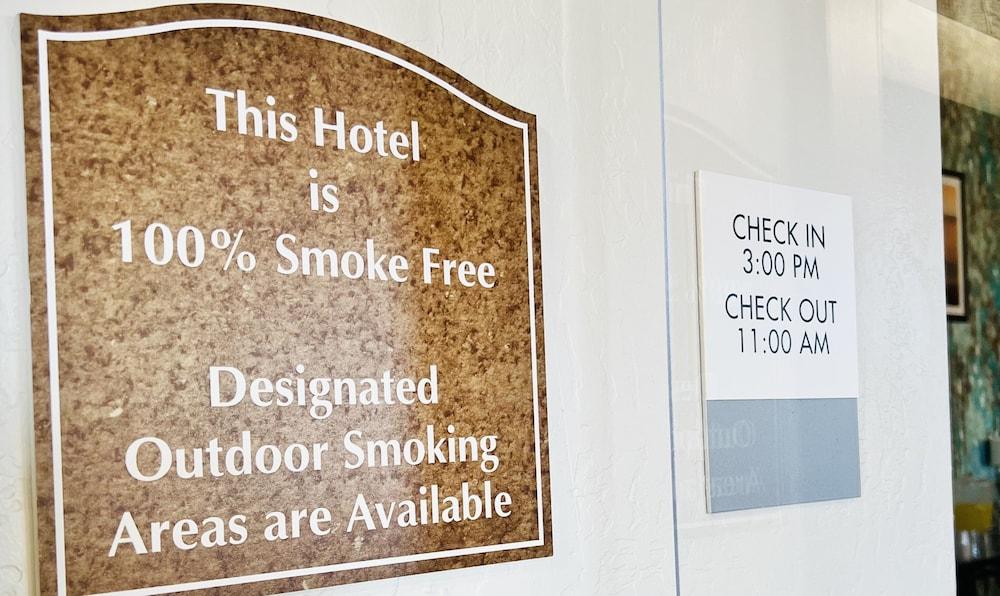 This Hotel
is
100% Smoke Free
Designated
Outdoor Smoking
Areas are Available
CHECK IN
3:00 PM
CHECK OUT
11:00 AM